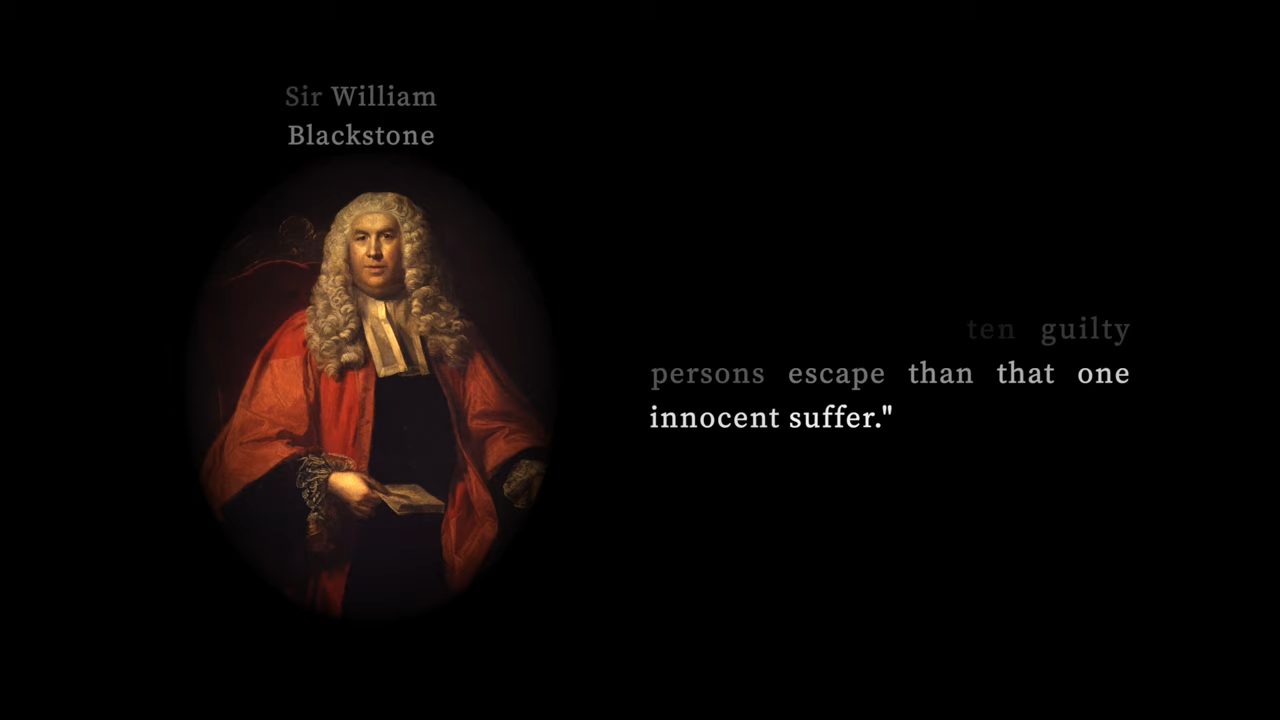 Sir William
Blackstone
ten guilty
persons escape than that one
innocent suffer."